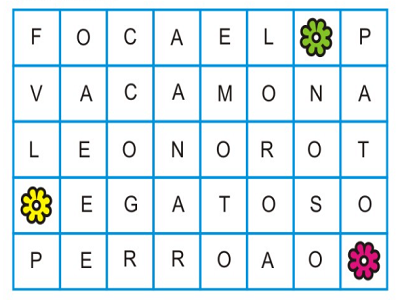 F O C A E L P
V A C A M O N A
L E O N O R O T
E G A T O S O
P E R R O A O